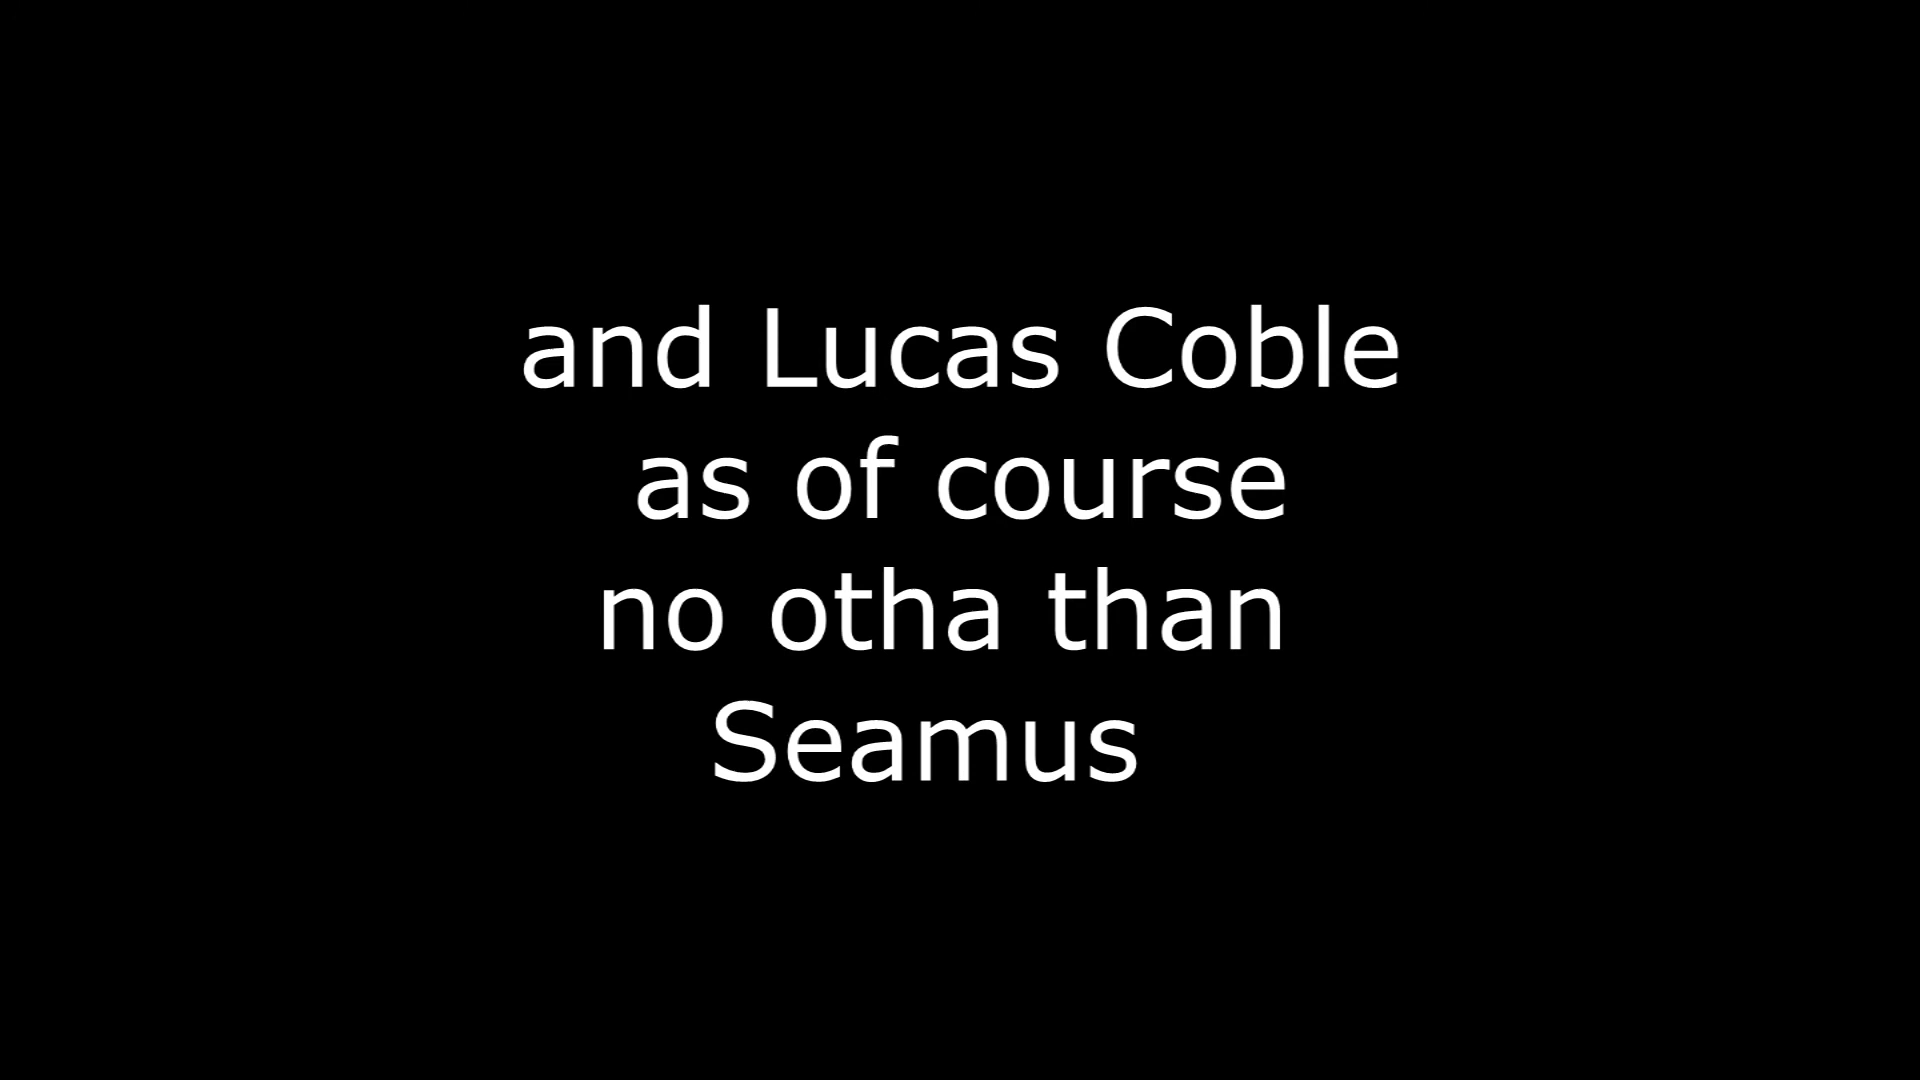 and Lucas Coble
as of course
no otha than
Seamus